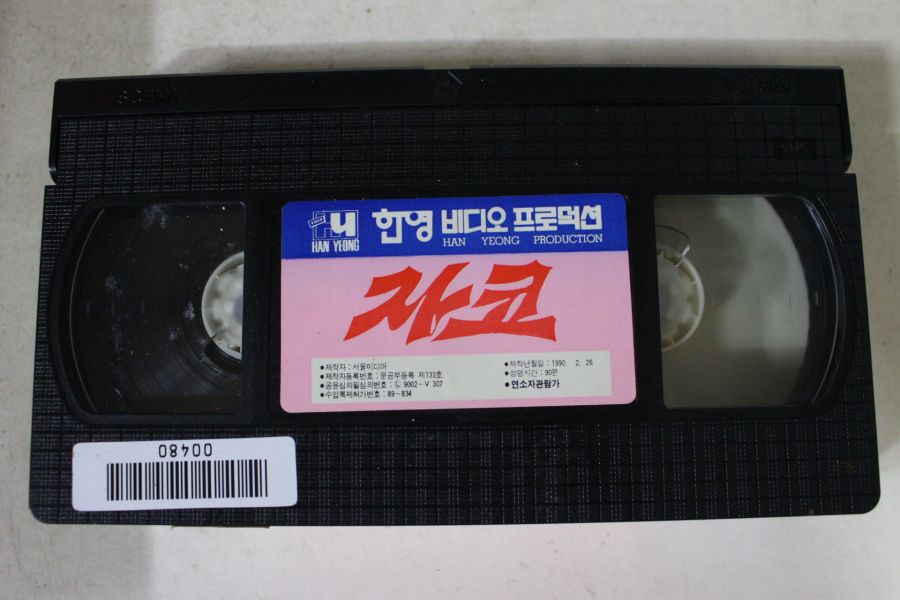 HAN YEONG
한영 비디오 프로덕션
HAN YEONG PRODUCTION
자코
• 제작자 : 서울미디어
• 제작자등록번호 : 문공부등록 제133호
• 공윤심의필심의번호 : Ⓛ 9002-V 307
• 수입복제허가번호 : 89-834
• 제작년월일 : 1990. 2. 26
• 상영시간 : 90분
• 연소자관람가
00480